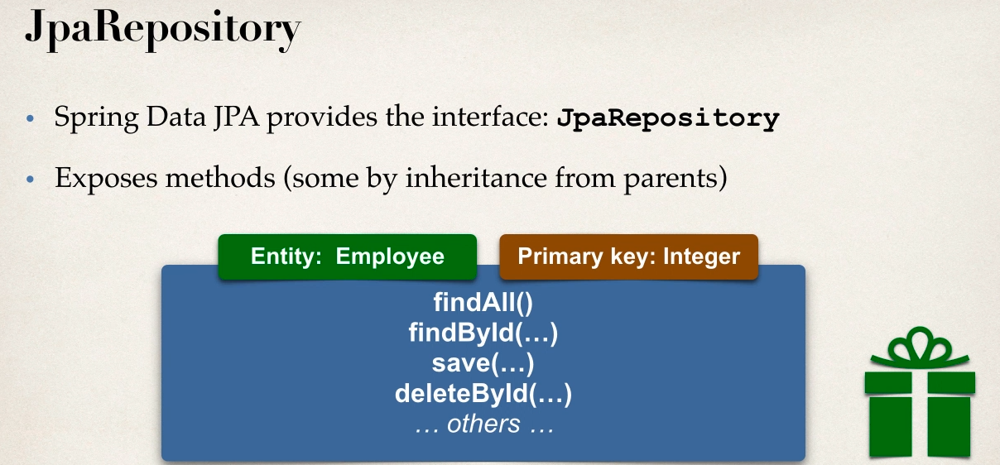 JpaRepository
• Spring Data JPA provides the interface: JpaRepository
• Exposes methods (some by inheritance from parents)
Entity: Employee
Primary key: Integer
findAll()
findById(…)
save(…)
deleteById(…)
… others …